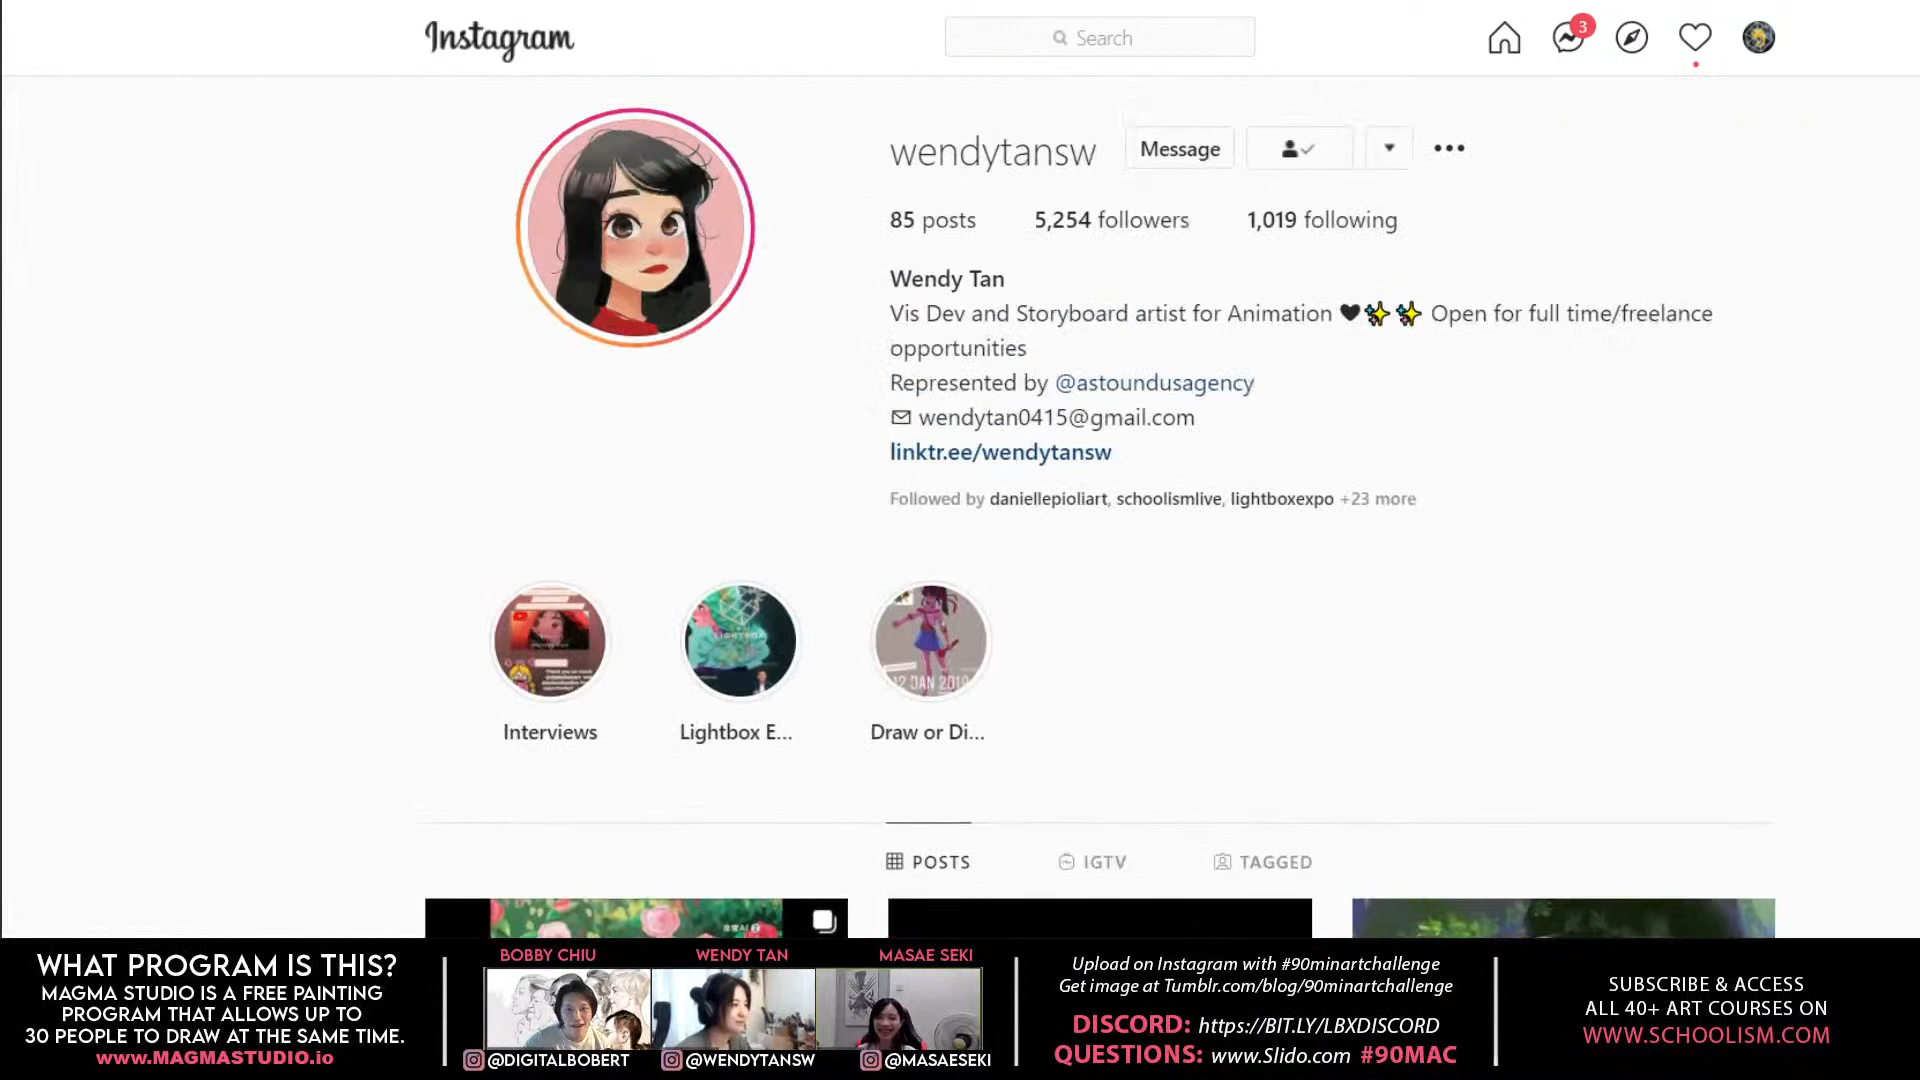 Instagram
Search
3
wendytansw
Message
85 posts
5,254 followers
1,019 following
Wendy Tan
Vis Dev and Storyboard artist for Animation 🖤✨✨ Open for full time/freelance
opportunities
Represented by @astoundusagency
✉ wendytan0415@gmail.com
linktr.ee/wendytansw
Followed by daniellepioliart, schoolismlive, lightboxexpo +23 more
LIGHTBOX
12 JAN 2019
Interviews
Lightbox E...
Draw or Di...
POSTS
IGTV
TAGGED
WHAT PROGRAM IS THIS?
MAGMA STUDIO IS A FREE PAINTING
PROGRAM THAT ALLOWS UP TO
30 PEOPLE TO DRAW AT THE SAME TIME.
www.MAGMASTUDIO.io
BOBBY CHIU
WENDY TAN
MASAE SEKI
@DIGITALBOBERT
@WENDYTANSW
@MASAESEKI
Upload on Instagram with #90minartchallenge
Get image at Tumblr.com/blog/90minartchallenge
DISCORD: https://BIT.LY/LBXDISCORD
QUESTIONS: www.Slido.com #90MAC
SUBSCRIBE & ACCESS
ALL 40+ ART COURSES ON
WWW.SCHOOLISM.COM